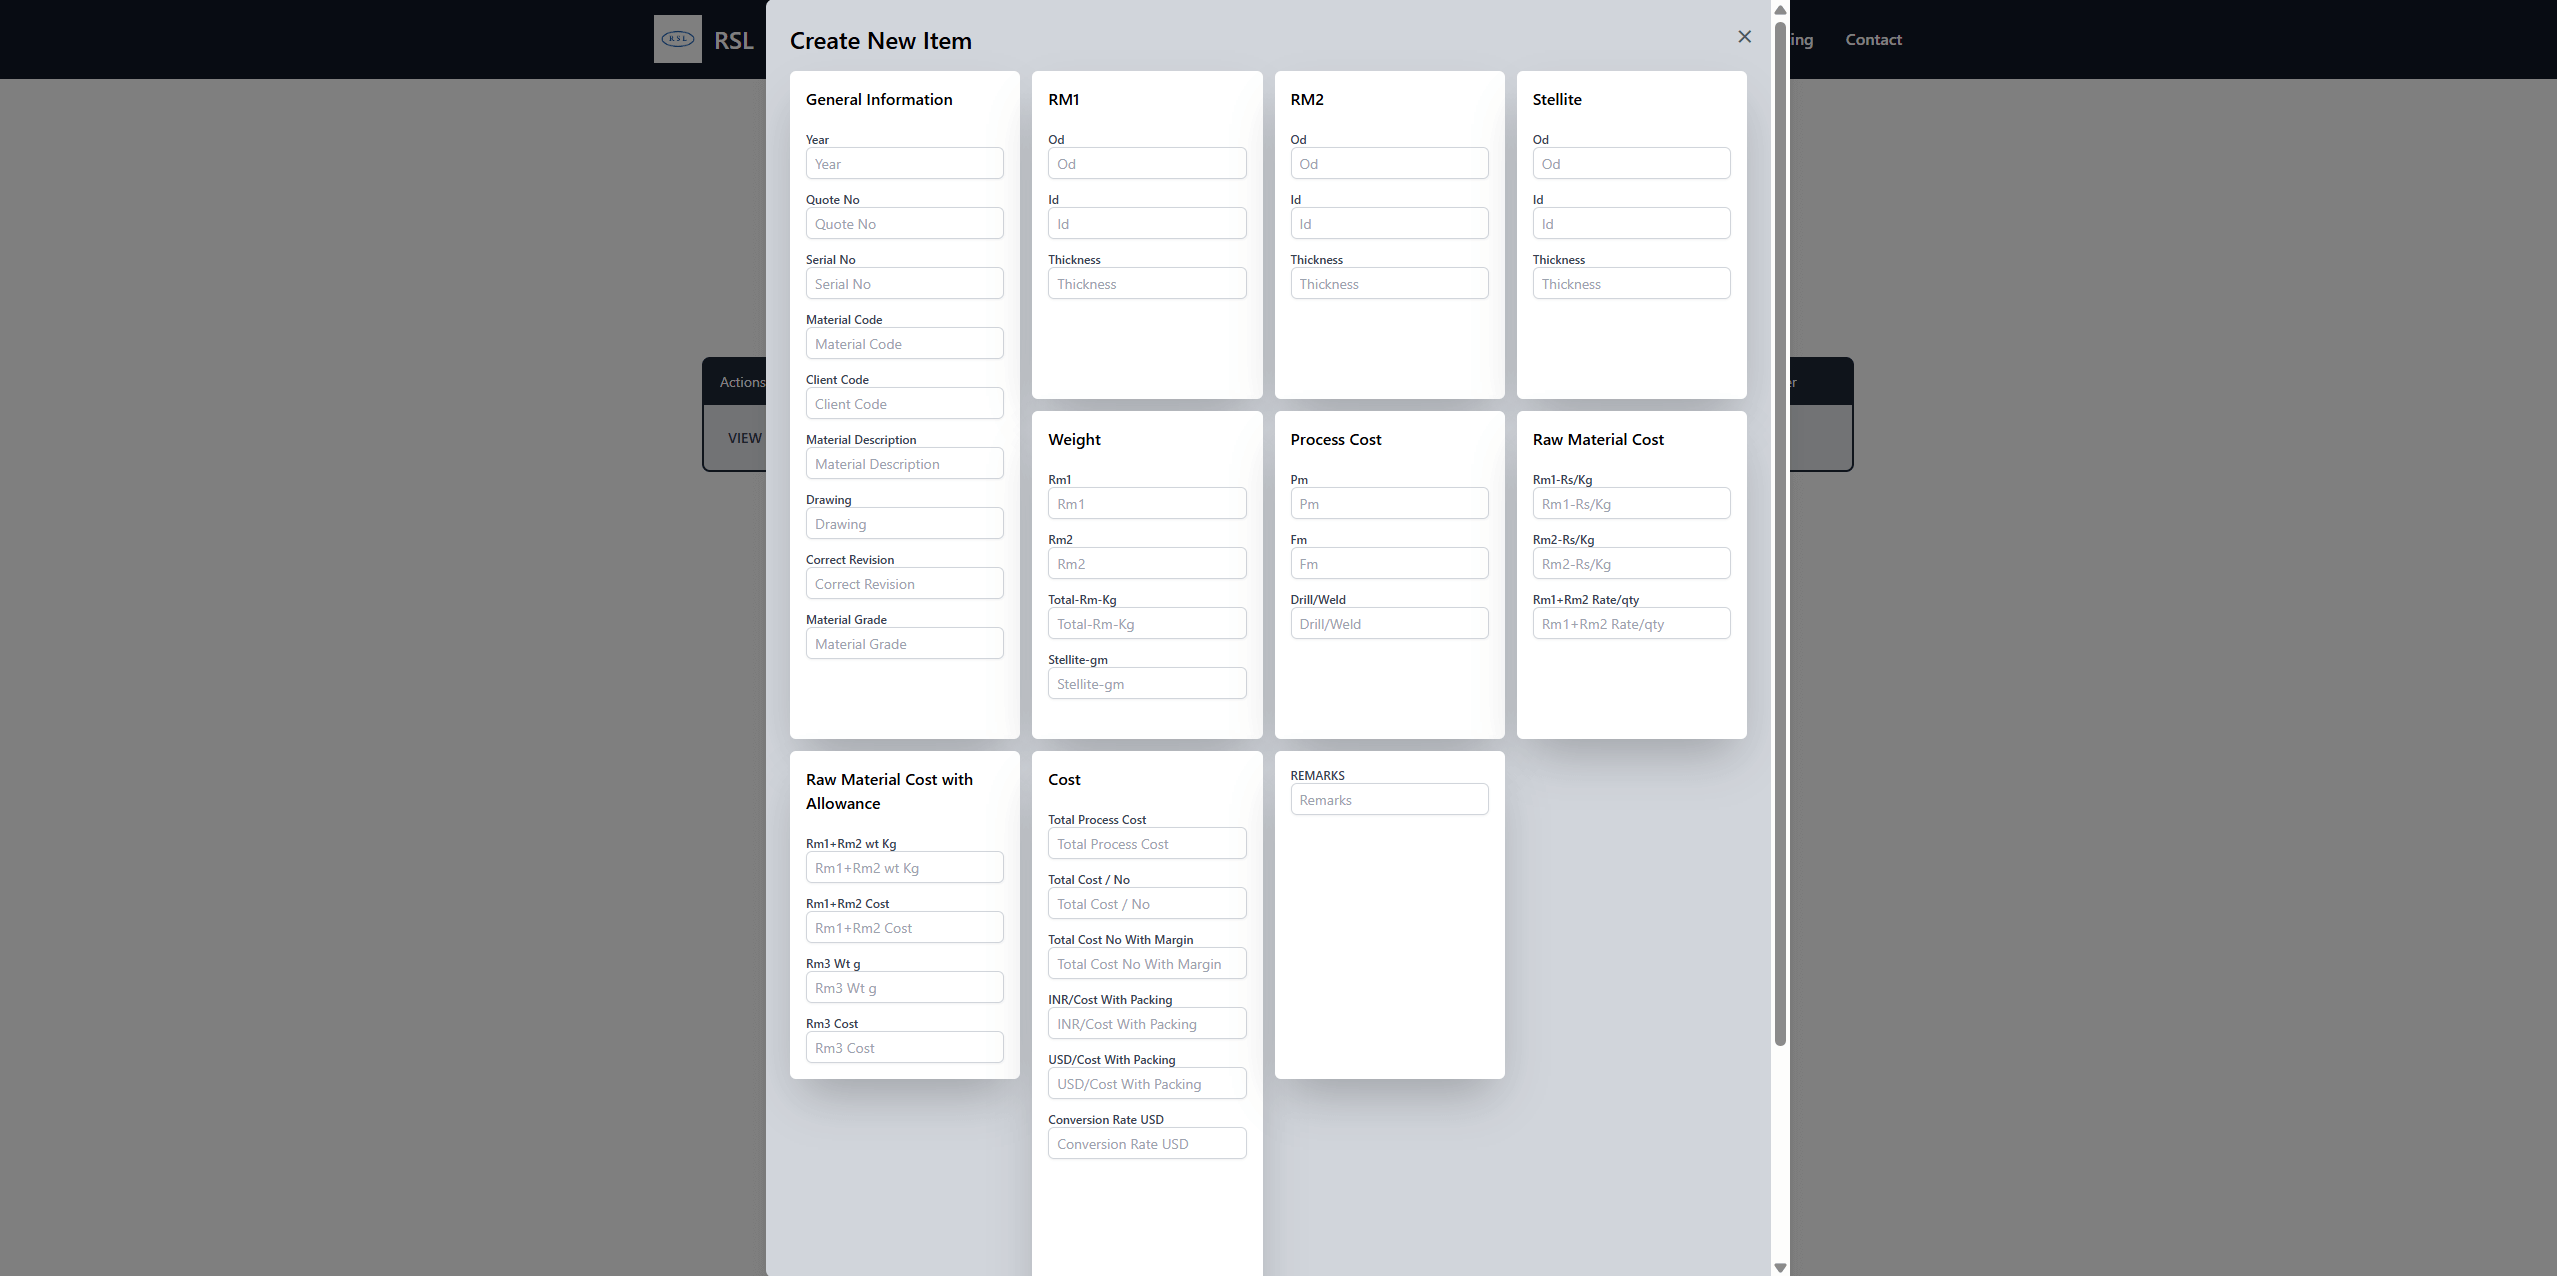 RSL
RSL
ing
Contact
Create New Item
General Information
Year
Year
Quote No
Quote No
Serial No
Serial No
Material Code
Material Code
Client Code
Client Code
Material Description
Material Description
Drawing
Drawing
Correct Revision
Correct Revision
Material Grade
Material Grade
RM1
Od
Od
Id
Id
Thickness
Thickness
RM2
Od
Od
Id
Id
Thickness
Thickness
Stellite
Od
Od
Id
Id
Thickness
Thickness
Actions
er
VIEW
Weight
Rm1
Rm1
Rm2
Rm2
Total-Rm-Kg
Total-Rm-Kg
Stellite-gm
Stellite-gm
Process Cost
Pm
Pm
Fm
Fm
Drill/Weld
Drill/Weld
Raw Material Cost
Rm1-Rs/Kg
Rm1-Rs/Kg
Rm2-Rs/Kg
Rm2-Rs/Kg
Rm1+Rm2 Rate/qty
Rm1+Rm2 Rate/qty
Raw Material Cost with
Allowance
Rm1+Rm2 wt Kg
Rm1+Rm2 wt Kg
Rm1+Rm2 Cost
Rm1+Rm2 Cost
Rm3 Wt g
Rm3 Wt g
Rm3 Cost
Rm3 Cost
Cost
Total Process Cost
Total Process Cost
Total Cost / No
Total Cost / No
Total Cost No With Margin
Total Cost No With Margin
INR/Cost With Packing
INR/Cost With Packing
USD/Cost With Packing
USD/Cost With Packing
Conversion Rate USD
Conversion Rate USD
REMARKS
Remarks